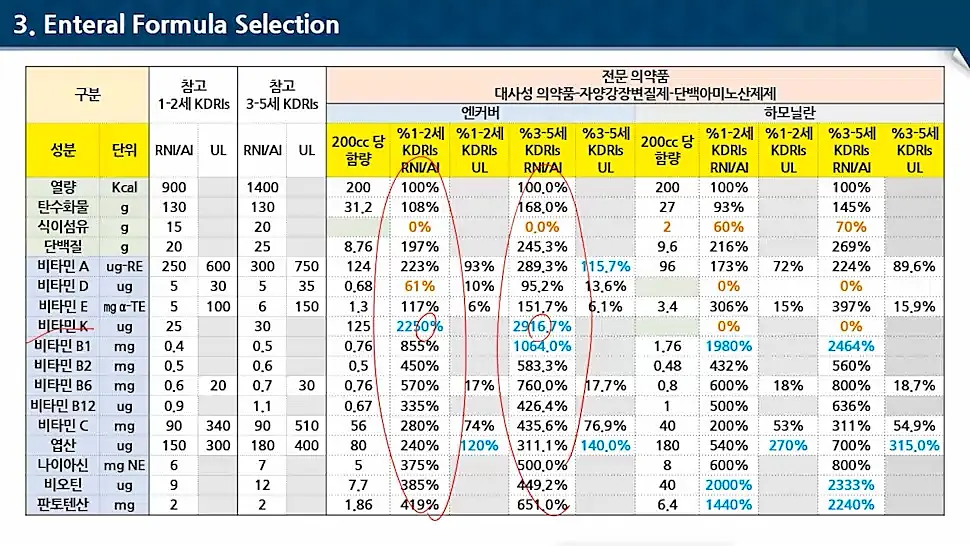 3. Enteral Formula Selection
구분 참고 1-2세 KDRIs 참고 3-5세 KDRIs 전문 의약품 대사성 의약품-자양강장변질제-단백아미노산제제
엔커버 하모닐란
성분 단위 RNI/AI UL RNI/AI UL 200cc 당 함량 %1-2세 KDRIs RNI/AI %1-2세 KDRIs UL %3-5세 KDRIs RNI/AI %3-5세 KDRIs UL 200cc 당 함량 %1-2세 KDRIs RNI/AI %1-2세 KDRIs UL %3-5세 KDRIs RNI/AI %3-5세 KDRIs UL
열량 Kcal 900 1400 200 100% 100.0% 200 100% 100%
탄수화물 g 130 130 31.2 108% 168.0% 27 93% 145%
식이섬유 g 15 20 0% 0.0% 2 60% 70%
단백질 g 20 25 8.76 197% 245.3% 9.6 216% 269%
비타민 A ug-RE 250 600 300 750 124 223% 93% 289.3% 115.7% 96 173% 72% 224% 89.6%
비타민 D ug 5 30 5 35 0.68 61% 10% 95.2% 13.6% 0% 0%
비타민 E mg α-TE 5 100 6 150 1.3 117% 6% 151.7% 6.1% 3.4 306% 15% 397% 15.9%
비타민 K ug 25 30 125 2250% 2916.7% 0% 0%
비타민 B1 mg 0.4 0.5 0.76 855% 1064.0% 1.76 1980% 2464%
비타민 B2 mg 0.5 0.6 0.5 450% 583.3% 0.48 432% 560%
비타민 B6 mg 0.6 20 0.7 30 0.76 570% 17% 760.0% 17.7% 0.8 600% 18% 800% 18.7%
비타민 B12 ug 0.9 1.1 0.67 335% 426.4% 1 500% 636%
비타민 C mg 90 340 90 510 56 280% 74% 435.6% 76.9% 40 200% 53% 311% 54.9%
엽산 ug 150 300 180 400 80 240% 120% 311.1% 140.0% 180 540% 270% 700% 315.0%
나이아신 mg NE 6 7 5 375% 500.0% 8 600% 800%
비오틴 ug 9 12 7.7 385% 449.2% 40 2000% 2333%
판토텐산 mg 2 2 1.86 419% 651.0% 6.4 1440% 2240%